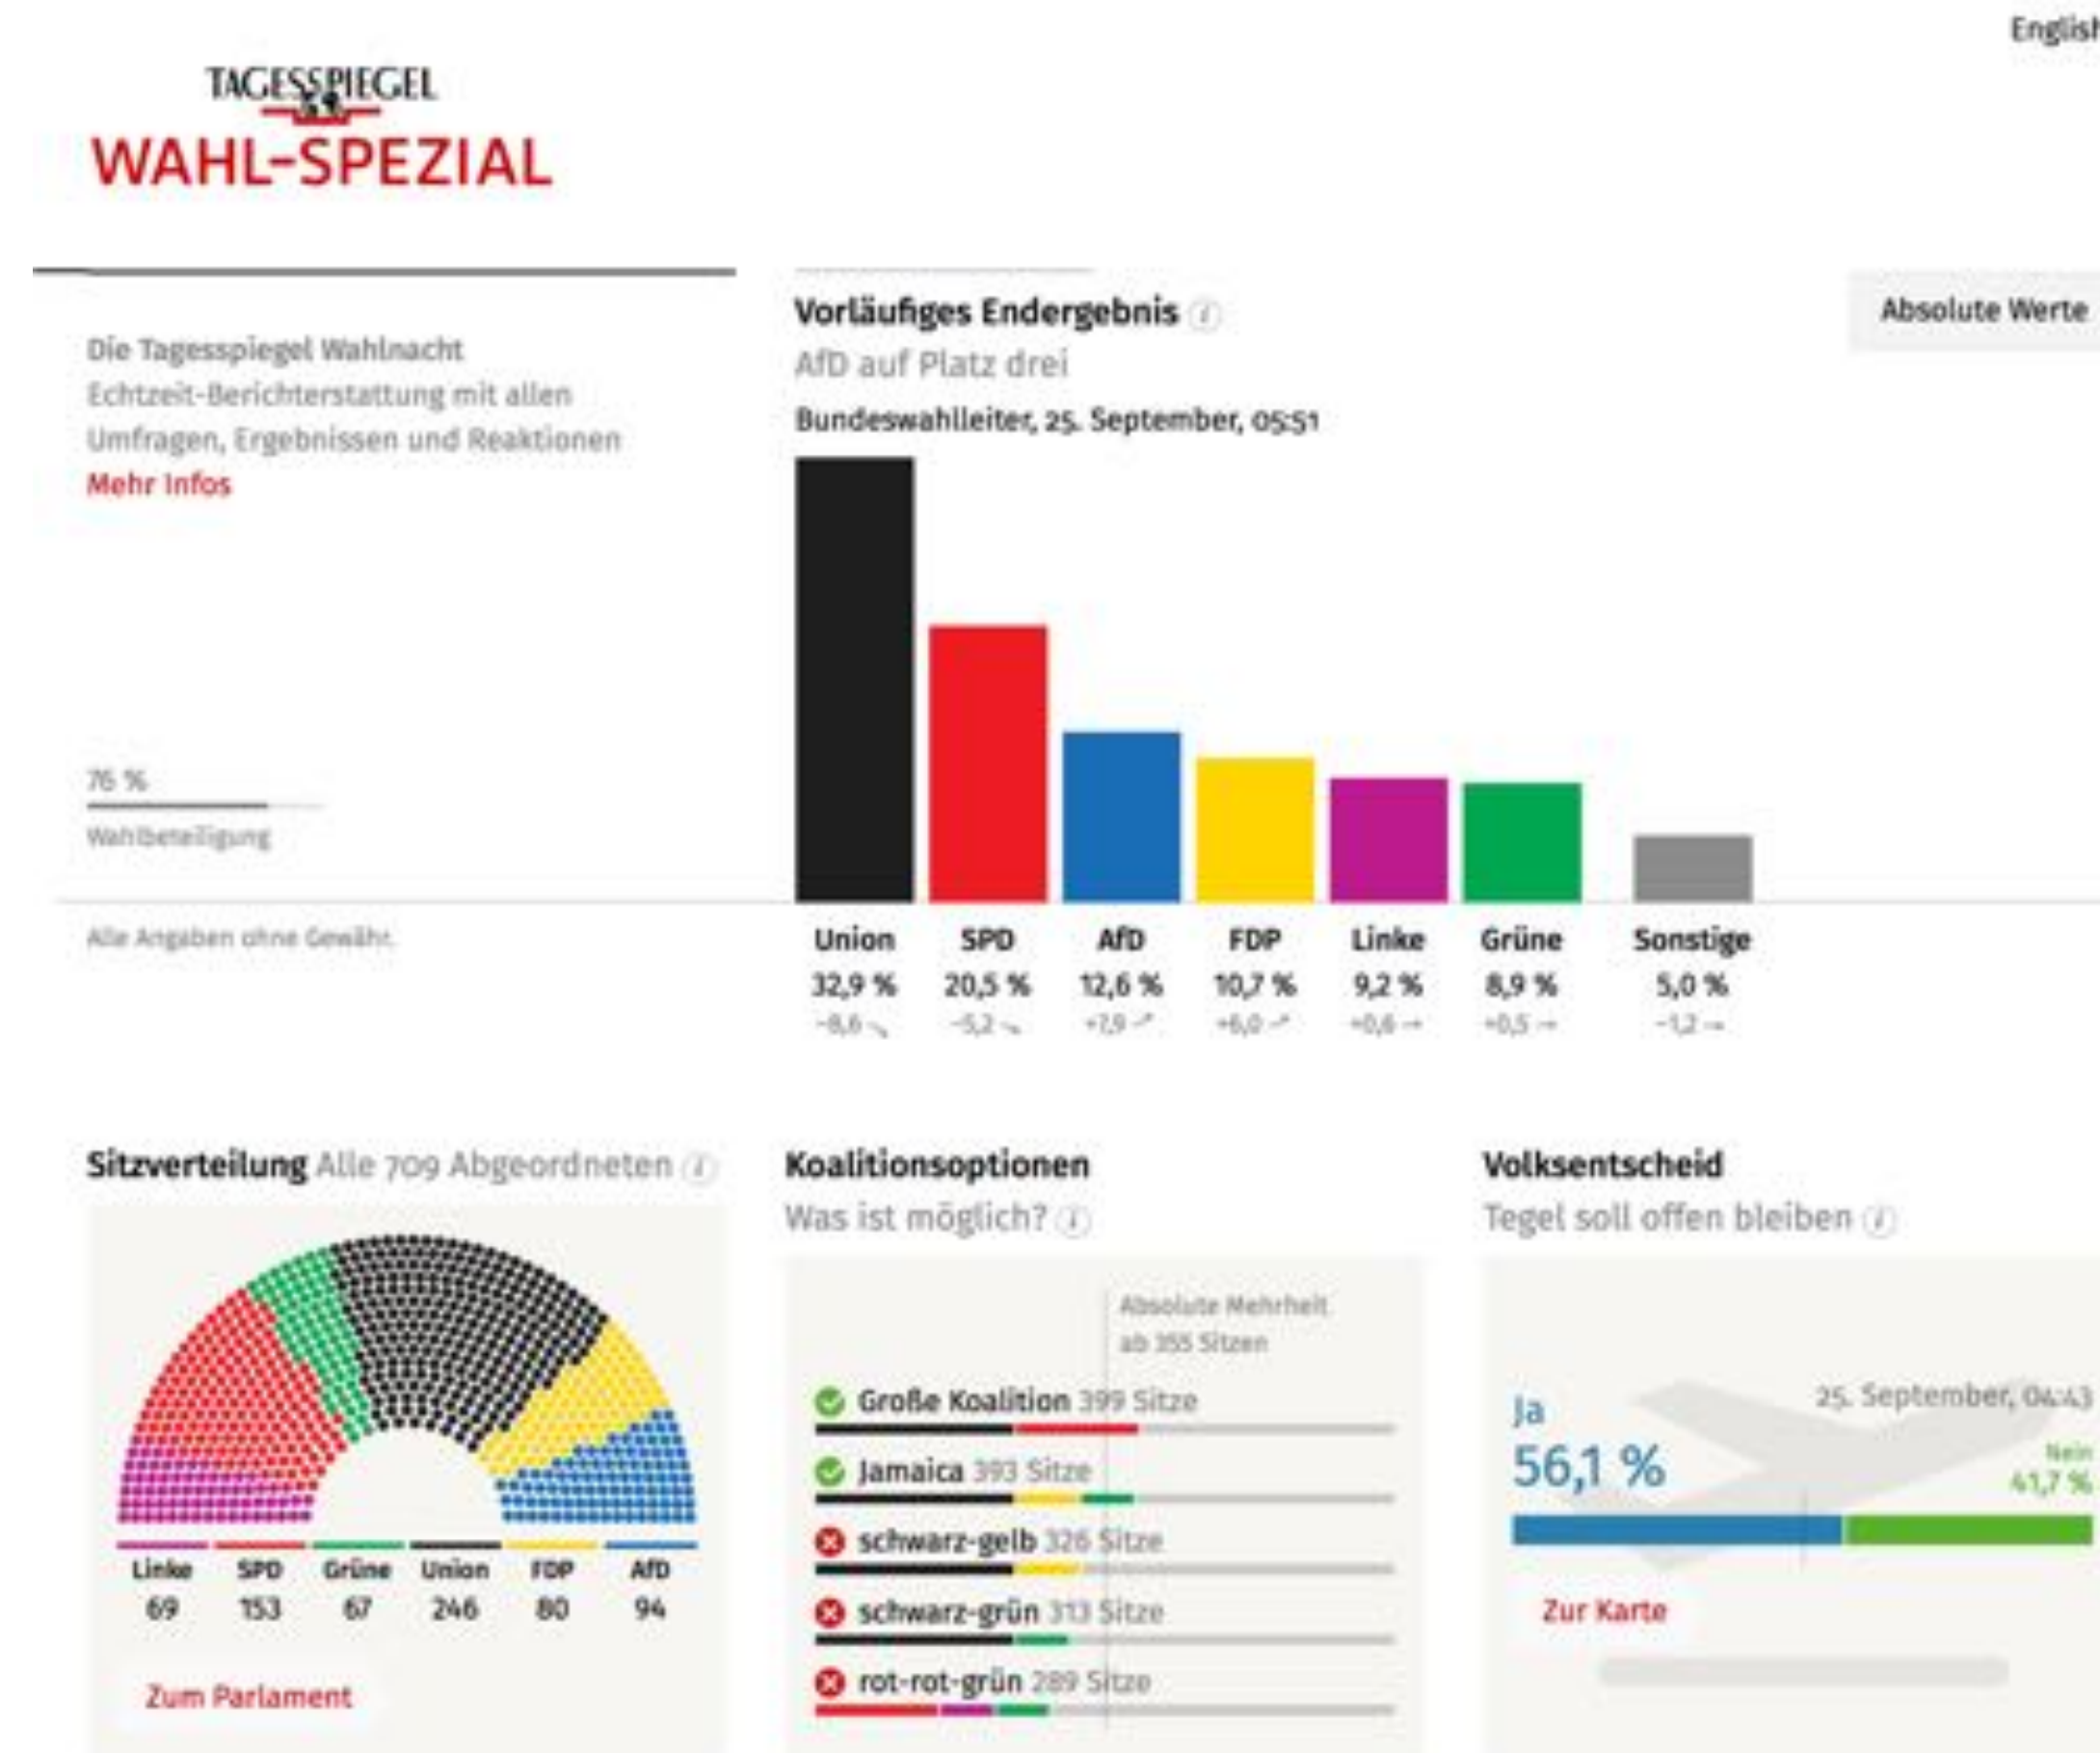 English
TAGESSPIEGEL
WAHL-SPEZIAL
Die Tagesspiegel Wahlnacht
Echtzeit-Berichterstattung mit allen
Umfragen, Ergebnissen und Reaktionen
Mehr Infos
76 %
Wahlbeteiligung
Alle Angaben ohne Gewähr.
Vorläufiges Endergebnis i
AfD auf Platz drei
Bundeswahlleiter, 25. September, 05:51
Absolute Werte
Union SPD AfD FDP Linke Grüne Sonstige
32,9 % 20,5 % 12,6 % 10,7 % 9,2 % 8,9 % 5,0 %
-8,6 ↘ -5,2 ↘ +7,9 ↗ +6,0 ↗ +0,6 → +0,5 → -1,2 →
Sitzverteilung Alle 709 Abgeordneten i
Linke SPD Grüne Union FDP AfD
69 153 67 246 80 94
Zum Parlament
Koalitionsoptionen
Was ist möglich? i
Absolute Mehrheit
ab 355 Sitzen
Große Koalition 399 Sitze
Jamaica 393 Sitze
schwarz-gelb 326 Sitze
schwarz-grün 313 Sitze
rot-rot-grün 289 Sitze
Volksentscheid
Tegel soll offen bleiben i
25. September, 04:43
Ja
56,1 %
Nein
41,7 %
Zur Karte